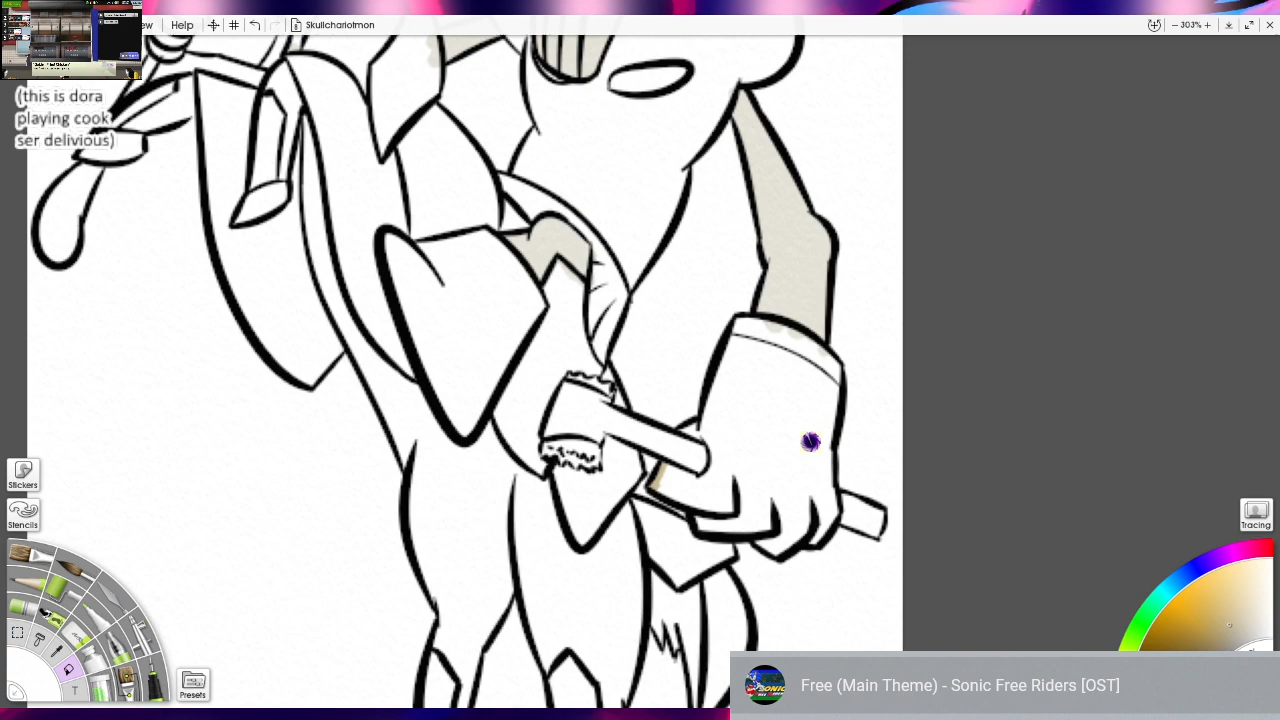 ew Help Skullchariotmon 303%
(this is dora
playing cook
ser delivious)
Stickers
Stencils
Tracing
T
Presets
Free (Main Theme) - Sonic Free Riders [OST]